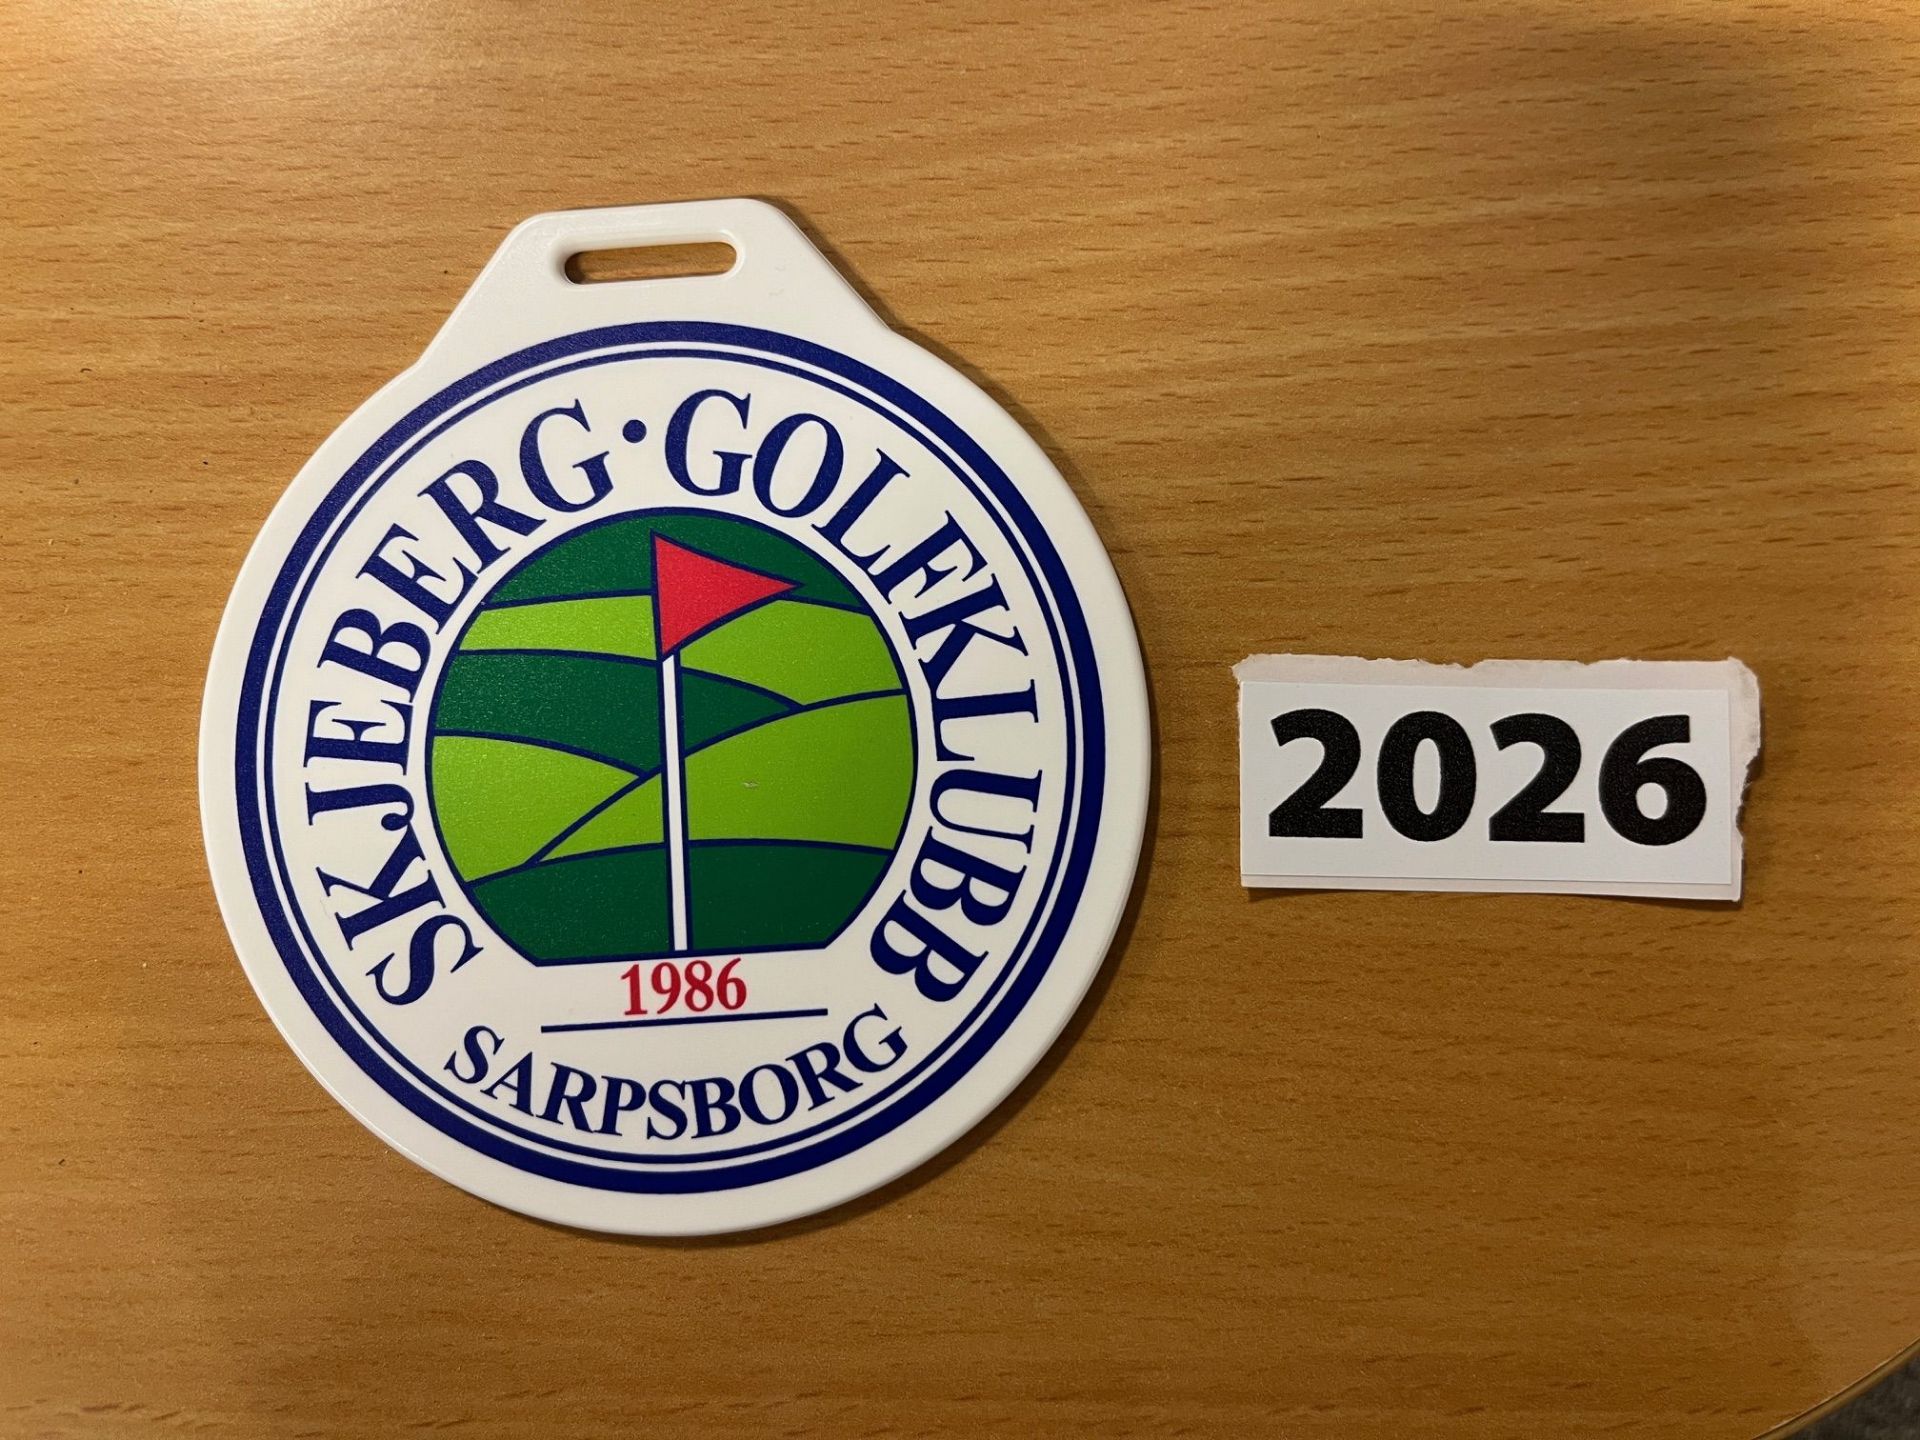 SKJEBERG · GOLFKLUBB
1986
SARPSBORG
2026